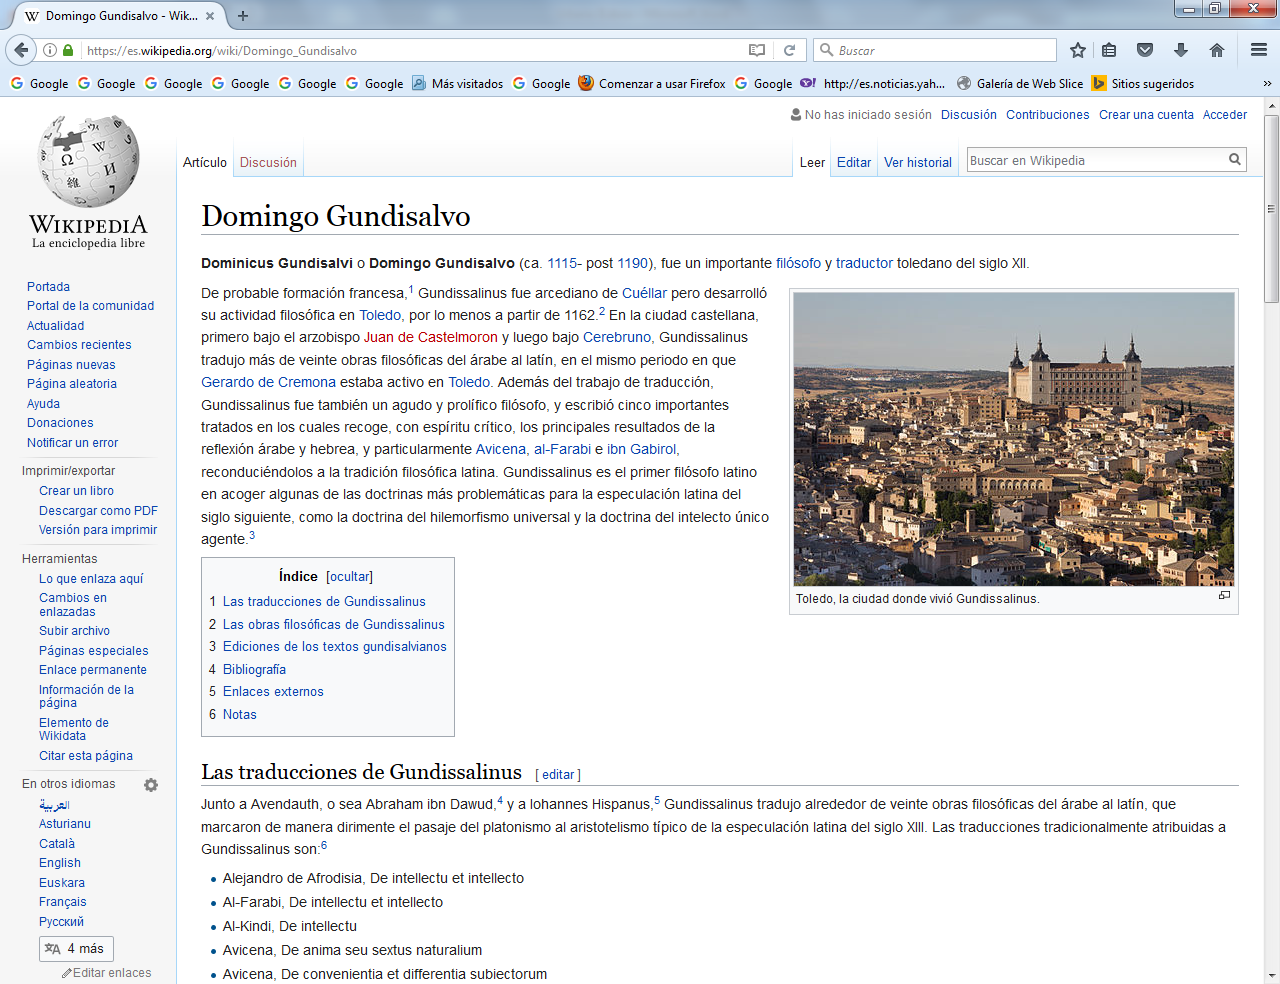 Domingo Gundisalvo - Wik...
https://es.wikipedia.org/wiki/Domingo_Gundisalvo
Buscar
Google Google Google Google Google Google Más visitados Google Comenzar a usar Firefox Google http://es.noticias.yah... Galería de Web Slice Sitios sugeridos
No has iniciado sesión Discusión Contribuciones Crear una cuenta Acceder
Artículo Discusión Leer Editar Ver historial Buscar en Wikipedia
WIKIPEDIA
La enciclopedia libre
Portada
Portal de la comunidad
Actualidad
Cambios recientes
Páginas nuevas
Página aleatoria
Ayuda
Donaciones
Notificar un error
Imprimir/exportar
Crear un libro
Descargar como PDF
Versión para imprimir
Herramientas
Lo que enlaza aquí
Cambios en
enlazadas
Subir archivo
Páginas especiales
Enlace permanente
Información de la
página
Elemento de
Wikidata
Citar esta página
En otros idiomas
العربية
Asturianu
Català
English
Euskara
Français
Русский
4 más
Editar enlaces
Domingo Gundisalvo
Dominicus Gundisalvi o Domingo Gundisalvo (ca. 1115- post 1190), fue un importante filósofo y traductor toledano del siglo XII.
De probable formación francesa,1 Gundissalinus fue arcediano de Cuéllar pero desarrolló
su actividad filosófica en Toledo, por lo menos a partir de 1162.2 En la ciudad castellana,
primero bajo el arzobispo Juan de Castelmoron y luego bajo Cerebruno, Gundissalinus
tradujo más de veinte obras filosóficas del árabe al latín, en el mismo periodo en que
Gerardo de Cremona estaba activo en Toledo. Además del trabajo de traducción,
Gundissalinus fue también un agudo y prolífico filósofo, y escribió cinco importantes
tratados en los cuales recoge, con espíritu crítico, los principales resultados de la
reflexión árabe y hebrea, y particularmente Avicena, al-Farabi e ibn Gabirol,
reconduciéndolos a la tradición filosófica latina. Gundissalinus es el primer filósofo latino
en acoger algunas de las doctrinas más problemáticas para la especulación latina del
siglo siguiente, como la doctrina del hilemorfismo universal y la doctrina del intelecto único
agente.3
Toledo, la ciudad donde vivió Gundissalinus.
Índice [ocultar]
1 Las traducciones de Gundissalinus
2 Las obras filosóficas de Gundissalinus
3 Ediciones de los textos gundisalvianos
4 Bibliografía
5 Enlaces externos
6 Notas
Las traducciones de Gundissalinus [ editar ]
Junto a Avendauth, o sea Abraham ibn Dawud,4 y a Iohannes Hispanus,5 Gundissalinus tradujo alrededor de veinte obras filosóficas del árabe al latín, que
marcaron de manera dirimente el pasaje del platonismo al aristotelismo típico de la especulación latina del siglo XIII. Las traducciones tradicionalmente atribuidas a
Gundissalinus son:6
Alejandro de Afrodisia, De intellectu et intellecto
Al-Farabi, De intellectu et intellecto
Al-Kindi, De intellectu
Avicena, De anima seu sextus naturalium
Avicena, De convenientia et differentia subiectorum